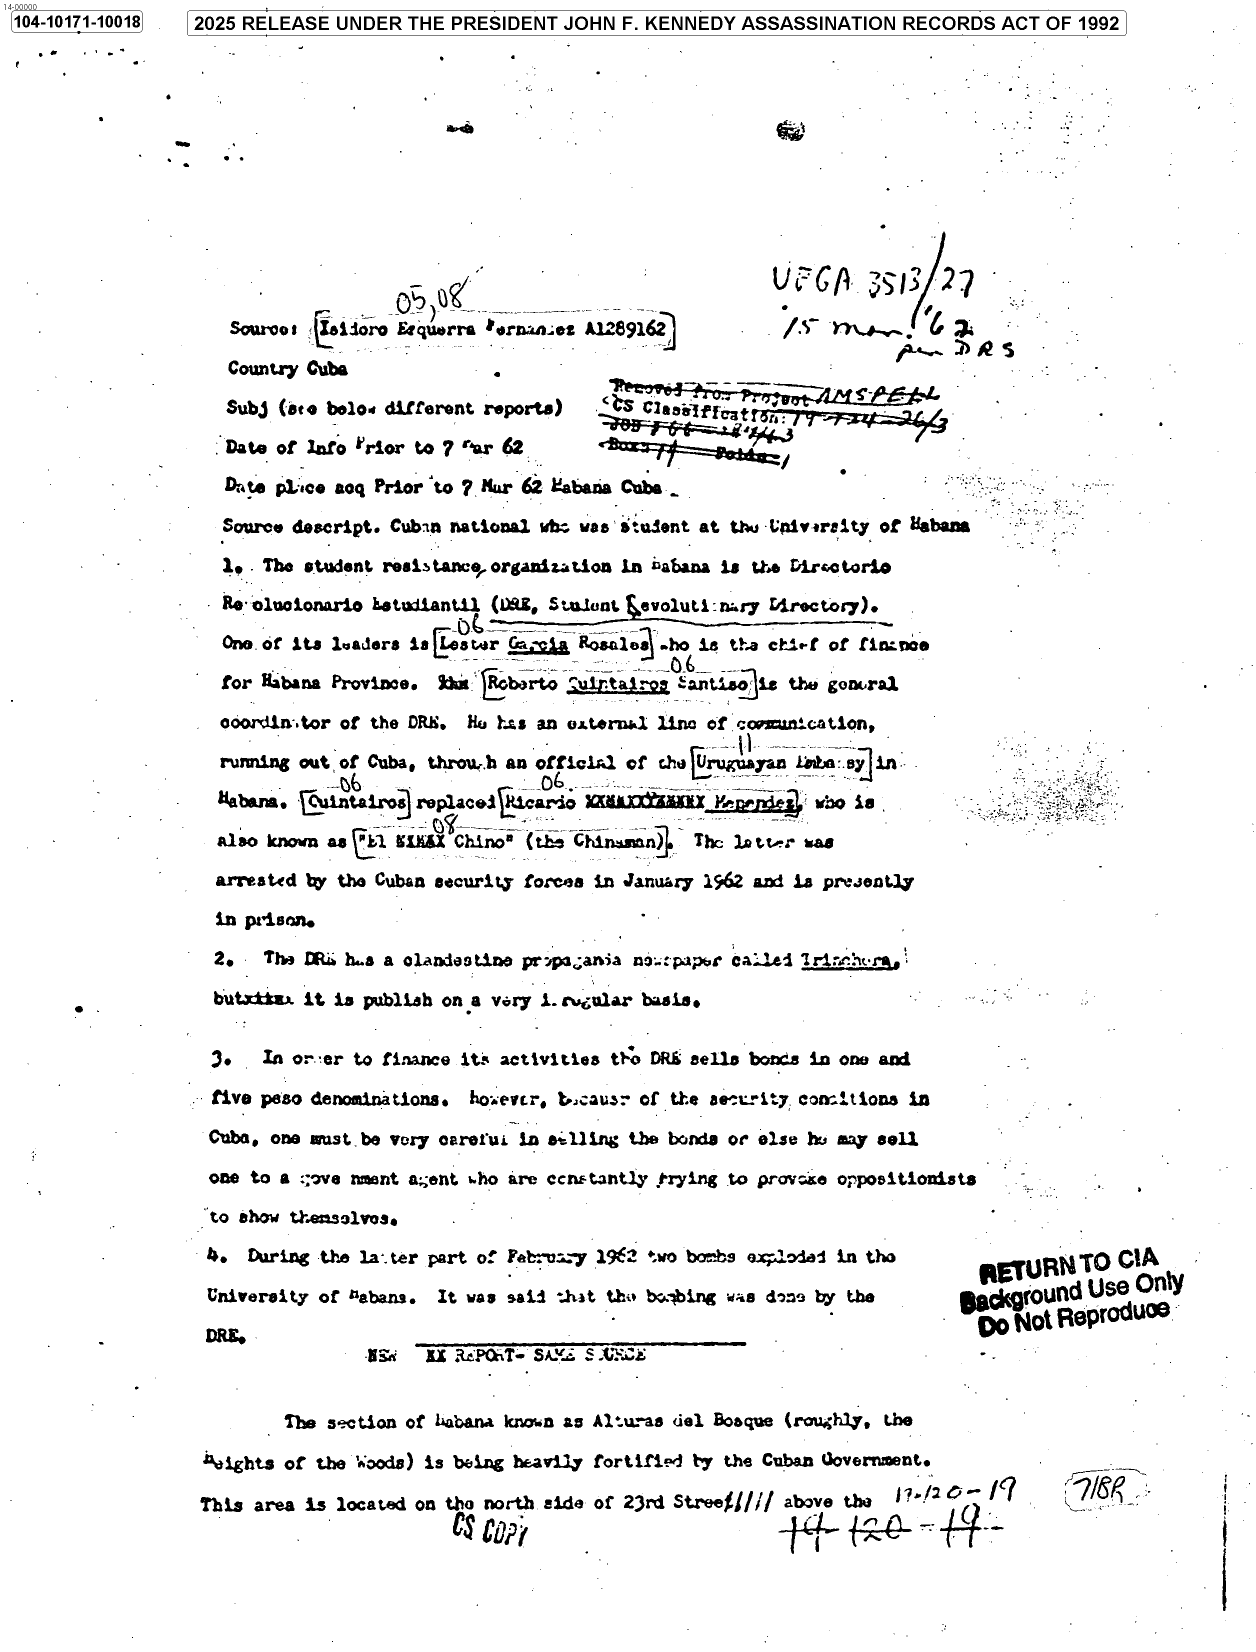 14-00000
104-10171-10018
2025 RELEASE UNDER THE PRESIDENT JOHN F. KENNEDY ASSASSINATION RECORDS ACT OF 1992
UFGA 3513/27
15 mar. '62
per DRS
05,08
Source: Isidoro Ezquerra Fernandez A1289162
Country Cuba
Removed from Project AMSPELL
Subj (see below different reports)
CS Classification: 19-124-26/3
JOB # 66-
Date of Info Prior to 7 Mar 62
Box: 11 Fold: 1
Date place acq Prior to 7 Mar 62 Habana Cuba
Source descript. Cuban national who was student at the University of Habana
1. The student resistance organization in Habana is the Directorio
Revolucionario Estudiantil (DRE, Student Revolutionary Directory).
06
One of its leaders is Lester Garcia Rosales who is the chief of finance
06
for Habana Province. Roberto Quintairos Santiso is the general
coordinator of the DRE. He has an external line of communication,
11
running out of Cuba, through an official of the Uruguayan Embassy in
06 06
Habana. Quintairos replaced Ricardo Menendez, who is
08
also known as "El Chino" (the Chinaman). The latter was
arrested by the Cuban security forces in January 1962 and is presently
in prison.
2. The DRE has a clandestine propaganda newspaper called Trinchera,
but it is publish on a very irregular basis.
3. In order to finance its activities the DRE sells bonds in one and
five peso denominations. however, because of the security conditions in
Cuba, one must be very careful in selling the bonds or else he may sell
one to a government agent who are constantly trying to provoke oppositionists
to show themselves.
4. During the latter part of February 1962 two bombs exploded in the
University of Habana. It was said that the bombing was done by the
DRE.
RETURN TO CIA
Background Use Only
Do Not Reproduce
NEW XX REPORT- SAME SOURCE
The section of Habana known as Alturas del Bosque (roughly, the
Heights of the Woods) is being heavily fortified by the Cuban Government.
This area is located on the north side of 23rd Street///// above the
17-120-19
718R
CS COPY
19-120-19